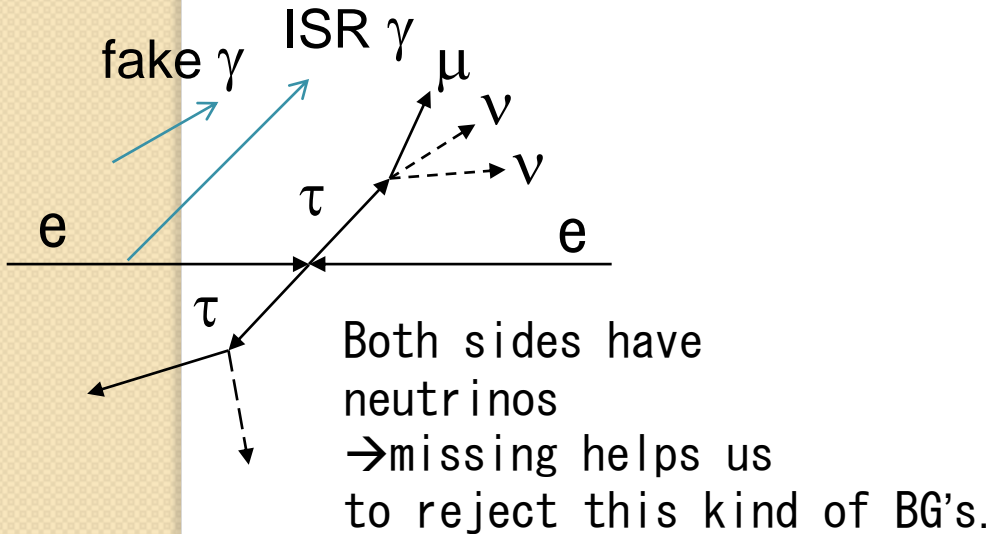 fake γ
ISR γ
μ
ν
ν
τ
e
e
τ
Both sides have
neutrinos
→missing helps us
to reject this kind of BG's.